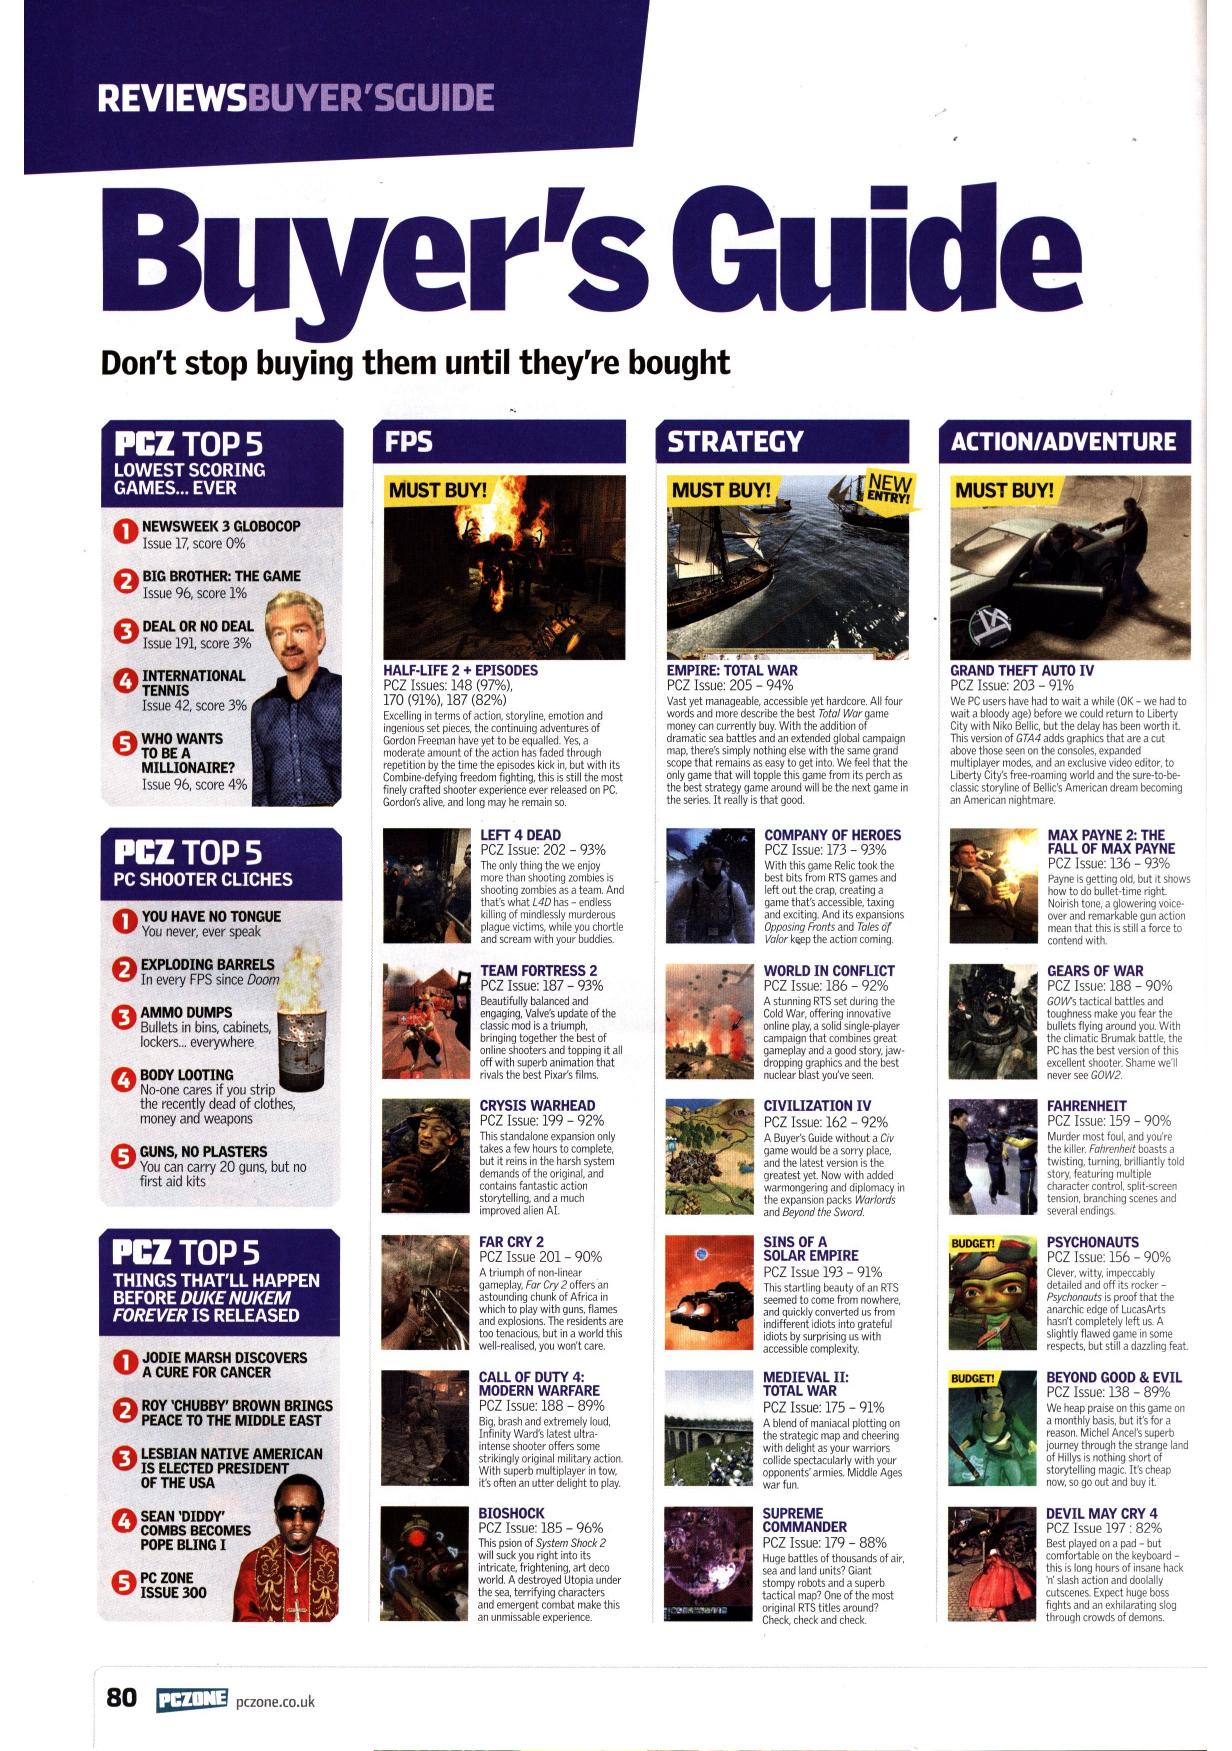 REVIEWSBUYER'SGUIDE
Buyer's Guide
Don't stop buying them until they're bought
PCZ TOP 5
LOWEST SCORING
GAMES... EVER
1 NEWSWEEK 3 GLOBOCOP
Issue 17, score 0%
2 BIG BROTHER: THE GAME
Issue 96, score 1%
3 DEAL OR NO DEAL
Issue 191, score 3%
4 INTERNATIONAL
TENNIS
Issue 42, score 3%
5 WHO WANTS
TO BE A
MILLIONAIRE?
Issue 96, score 4%
PCZ TOP 5
PC SHOOTER CLICHES
1 YOU HAVE NO TONGUE
You never, ever speak
2 EXPLODING BARRELS
In every FPS since Doom
3 AMMO DUMPS
Bullets in bins, cabinets,
lockers... everywhere
4 BODY LOOTING
No-one cares if you strip
the recently dead of clothes,
money and weapons
5 GUNS, NO PLASTERS
You can carry 20 guns, but no
first aid kits
PCZ TOP 5
THINGS THAT'LL HAPPEN
BEFORE DUKE NUKEM
FOREVER IS RELEASED
1 JODIE MARSH DISCOVERS
A CURE FOR CANCER
2 ROY 'CHUBBY' BROWN BRINGS
PEACE TO THE MIDDLE EAST
3 LESBIAN NATIVE AMERICAN
IS ELECTED PRESIDENT
OF THE USA
4 SEAN 'DIDDY'
COMBS BECOMES
POPE BLING I
5 PC ZONE
ISSUE 300
FPS
MUST BUY!
HALF-LIFE 2 + EPISODES
PCZ Issues: 148 (97%),
170 (91%), 187 (82%)
Excelling in terms of action, storyline, emotion and
ingenious set pieces, the continuing adventures of
Gordon Freeman have yet to be equalled. Yes, a
moderate amount of the action has faded through
repetition by the time the episodes kick in, but with its
Combine-defying freedom fighting, this is still the most
finely crafted shooter experience ever released on PC.
Gordon's alive, and long may he remain so.
LEFT 4 DEAD
PCZ Issue: 202 – 93%
The only thing the we enjoy
more than shooting zombies is
shooting zombies as a team. And
that's what L4D has – endless
killing of mindlessly murderous
plague victims, while you chortle
and scream with your buddies.
TEAM FORTRESS 2
PCZ Issue: 187 – 93%
Beautifully balanced and
engaging, Valve's update of the
classic mod is a triumph,
bringing together the best of
online shooters and topping it all
off with superb animation that
rivals the best Pixar's films.
CRYSIS WARHEAD
PCZ Issue: 199 – 92%
This standalone expansion only
takes a few hours to complete,
but it reins in the harsh system
demands of the original, and
contains fantastic action
storytelling, and a much
improved alien AI.
FAR CRY 2
PCZ Issue 201 – 90%
A triumph of non-linear
gameplay, Far Cry 2 offers an
astounding chunk of Africa in
which to play with guns, flames
and explosions. The residents are
too tenacious, but in a world this
well-realised, you won't care.
CALL OF DUTY 4:
MODERN WARFARE
PCZ Issue: 188 – 89%
Big, brash and extremely loud,
Infinity Ward's latest ultra-
intense shooter offers some
strikingly original military action.
With superb multiplayer in tow,
it's often an utter delight to play.
BIOSHOCK
PCZ Issue: 185 – 96%
This psion of System Shock 2
will suck you right into its
intricate, frightening, art deco
world. A destroyed Utopia under
the sea, terrifying characters
and emergent combat make this
an unmissable experience.
STRATEGY
MUST BUY!
NEW
ENTRY!
EMPIRE: TOTAL WAR
PCZ Issue: 205 – 94%
Vast yet manageable, accessible yet hardcore. All four
words and more describe the best Total War game
money can currently buy. With the addition of
dramatic sea battles and an extended global campaign
map, there's simply nothing else with the same grand
scope that remains as easy to get into. We feel that the
only game that will topple this game from its perch as
the best strategy game around will be the next game in
the series. It really is that good.
COMPANY OF HEROES
PCZ Issue: 173 – 93%
With this game Relic took the
best bits from RTS games and
left out the crap, creating a
game that's accessible, taxing
and exciting. And its expansions
Opposing Fronts and Tales of
Valor keep the action coming.
WORLD IN CONFLICT
PCZ Issue: 186 – 92%
A stunning RTS set during the
Cold War, offering innovative
online play, a solid single-player
campaign that combines great
gameplay and a good story, jaw-
dropping graphics and the best
nuclear blast you've seen.
CIVILIZATION IV
PCZ Issue: 162 – 92%
A Buyer's Guide without a Civ
game would be a sorry place,
and the latest version is the
greatest yet. Now with added
warmongering and diplomacy in
the expansion packs Warlords
and Beyond the Sword.
SINS OF A
SOLAR EMPIRE
PCZ Issue 193 – 91%
This startling beauty of an RTS
seemed to come from nowhere,
and quickly converted us from
indifferent idiots into grateful
idiots by surprising us with
accessible complexity.
MEDIEVAL II:
TOTAL WAR
PCZ Issue: 175 – 91%
A blend of maniacal plotting on
the strategic map and cheering
with delight as your warriors
collide spectacularly with your
opponents' armies. Middle Ages
war fun.
SUPREME
COMMANDER
PCZ Issue: 179 – 88%
Huge battles of thousands of air,
sea and land units? Giant
stompy robots and a superb
tactical map? One of the most
original RTS titles around?
Check, check and check.
ACTION/ADVENTURE
MUST BUY!
GRAND THEFT AUTO IV
PCZ Issue: 203 – 91%
We PC users have had to wait a while (OK – we had to
wait a bloody age) before we could return to Liberty
City with Niko Bellic, but the delay has been worth it.
This version of GTA4 adds graphics that are a cut
above those seen on the consoles, expanded
multiplayer modes, and an exclusive video editor, to
Liberty City's free-roaming world and the sure-to-be-
classic storyline of Bellic's American dream becoming
an American nightmare.
MAX PAYNE 2: THE
FALL OF MAX PAYNE
PCZ Issue: 136 – 93%
Payne is getting old, but it shows
how to do bullet-time right.
Noirish tone, a glowering voice-
over and remarkable gun action
mean that this is still a force to
contend with.
GEARS OF WAR
PCZ Issue: 188 – 90%
GOW's tactical battles and
toughness make you fear the
bullets flying around you. With
the climatic Brumak battle, the
PC has the best version of this
excellent shooter. Shame we'll
never see GOW2.
FAHRENHEIT
PCZ Issue: 159 – 90%
Murder most foul, and you're
the killer. Fahrenheit boasts a
twisting, turning, brilliantly told
story, featuring multiple
character control, split-screen
tension, branching scenes and
several endings.
BUDGET!
PSYCHONAUTS
PCZ Issue: 156 – 90%
Clever, witty, impeccably
detailed and off its rocker –
Psychonauts is proof that the
anarchic edge of LucasArts
hasn't completely left us. A
slightly flawed game in some
respects, but still a dazzling feat.
BUDGET!
BEYOND GOOD & EVIL
PCZ Issue: 138 – 89%
We heap praise on this game on
a monthly basis, but it's for a
reason. Michel Ancel's superb
journey through the strange land
of Hillys is nothing short of
storytelling magic. It's cheap
now, so go out and buy it.
DEVIL MAY CRY 4
PCZ Issue 197 : 82%
Best played on a pad – but
comfortable on the keyboard –
this is long hours of insane hack
'n' slash action and doolally
cutscenes. Expect huge boss
fights and an exhilarating slog
through crowds of demons.
80 PCZONE pczone.co.uk